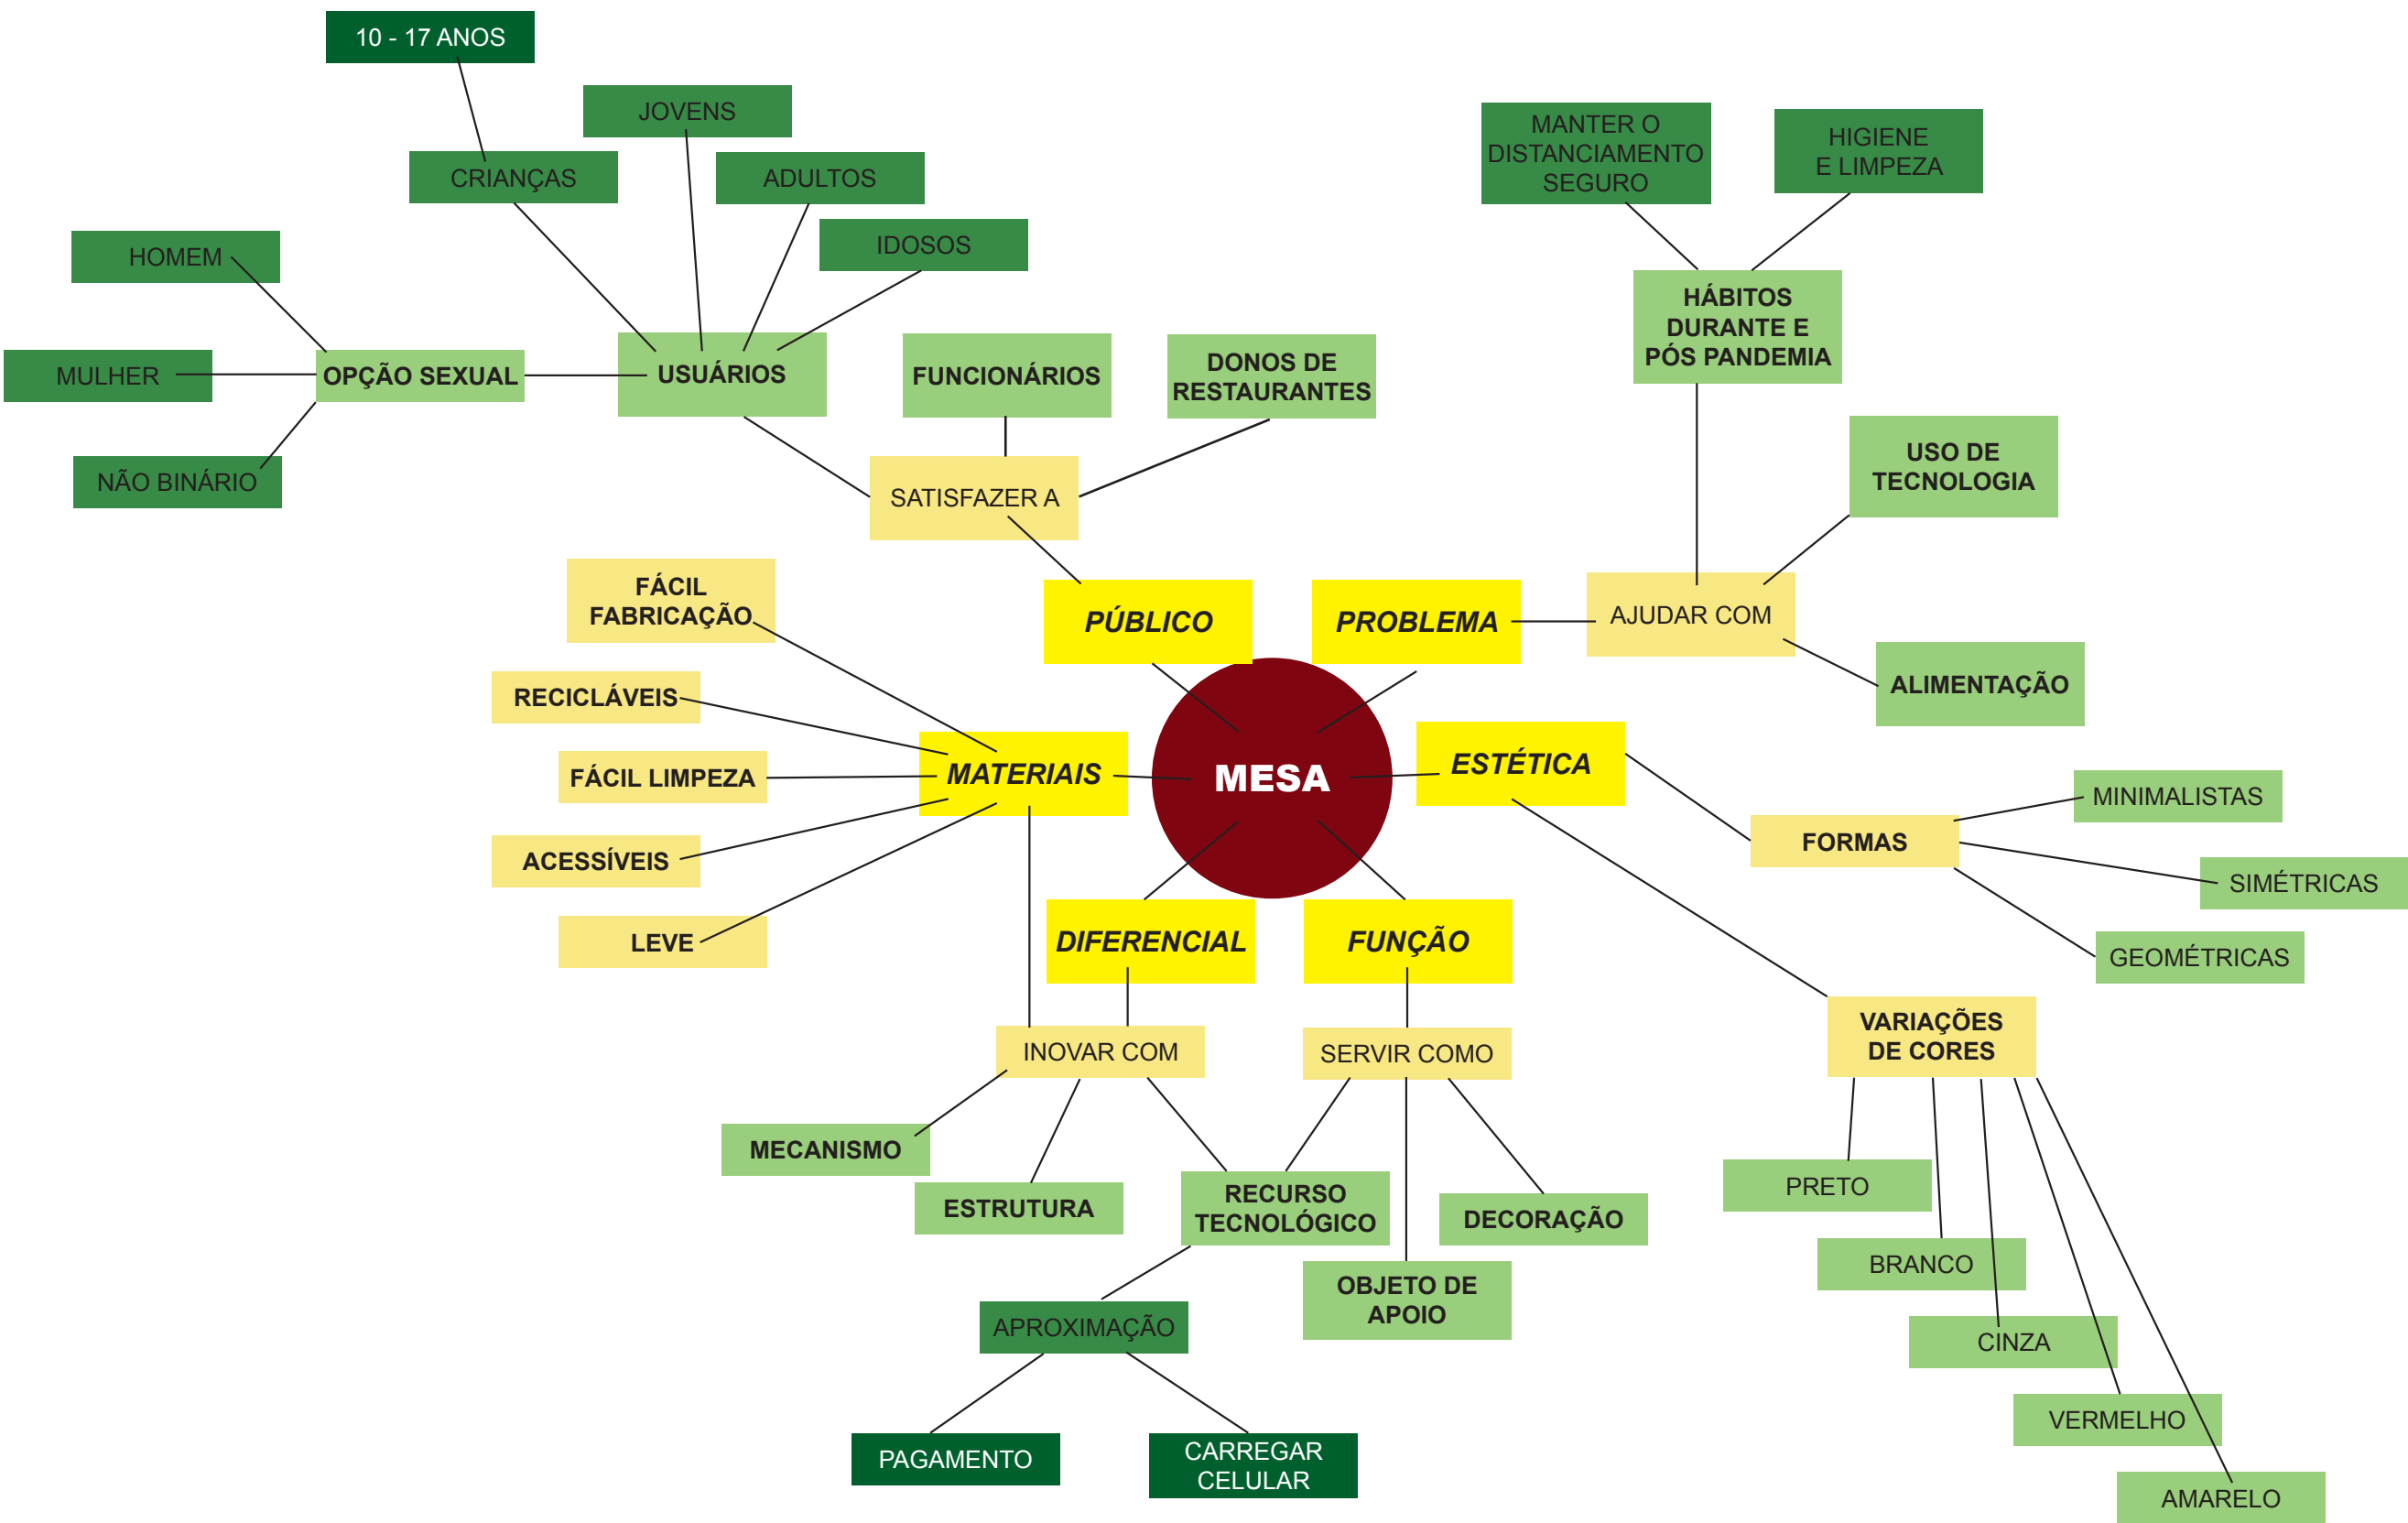 10 - 17 ANOS
JOVENS
CRIANÇAS
ADULTOS
IDOSOS
HOMEM
MULHER
NÃO BINÁRIO
OPÇÃO SEXUAL
USUÁRIOS
FUNCIONÁRIOS
DONOS DE
RESTAURANTES
SATISFAZER A
PÚBLICO
MANTER O
DISTANCIAMENTO
SEGURO
HIGIENE
E LIMPEZA
HÁBITOS
DURANTE E
PÓS PANDEMIA
USO DE
TECNOLOGIA
PROBLEMA
AJUDAR COM
ALIMENTAÇÃO
FÁCIL
FABRICAÇÃO
RECICLÁVEIS
FÁCIL LIMPEZA
ACESSÍVEIS
LEVE
MATERIAIS
MESA
ESTÉTICA
FORMAS
MINIMALISTAS
SIMÉTRICAS
GEOMÉTRICAS
VARIAÇÕES
DE CORES
PRETO
BRANCO
CINZA
VERMELHO
AMARELO
DIFERENCIAL
FUNÇÃO
INOVAR COM
SERVIR COMO
MECANISMO
ESTRUTURA
RECURSO
TECNOLÓGICO
DECORAÇÃO
OBJETO DE
APOIO
APROXIMAÇÃO
PAGAMENTO
CARREGAR
CELULAR